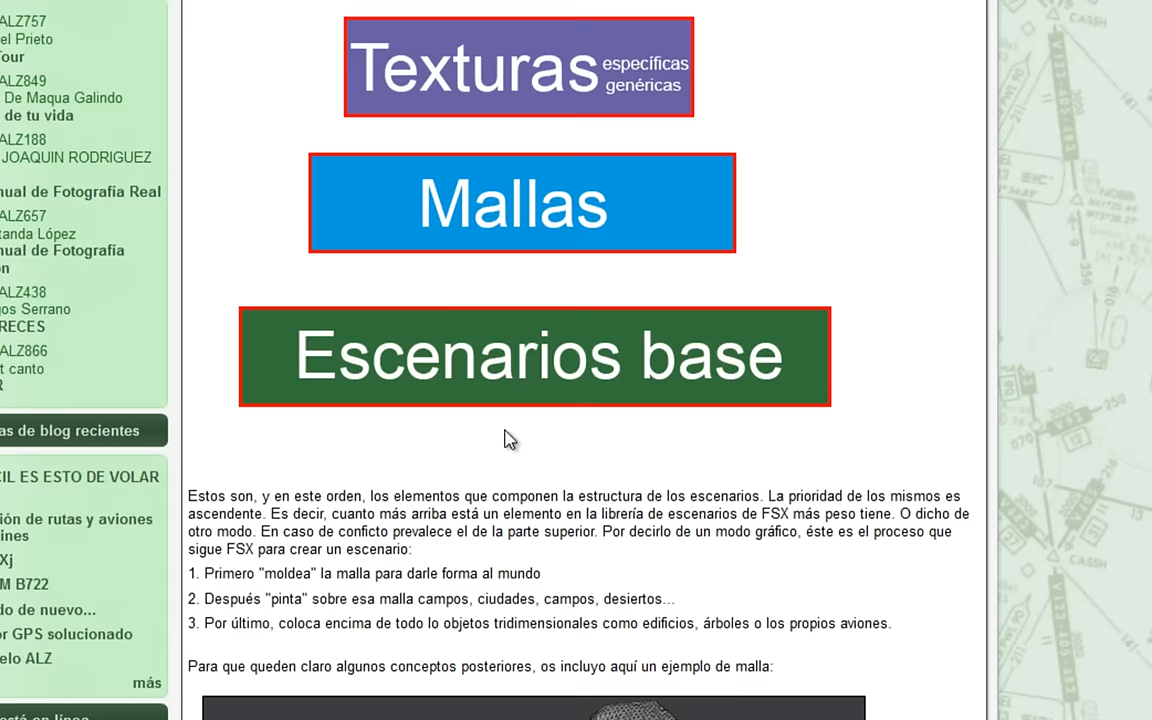 ALZ757
el Prieto
Tour
ALZ849
De Maqua Galindo
de tu vida
ALZ188
JOAQUIN RODRIGUEZ
nual de Fotografía Real
ALZ657
tanda López
nual de Fotografía
ón
ALZ438
gos Serrano
RECES
ALZ866
t canto
R
as de blog recientes
CIL ES ESTO DE VOLAR
ión de rutas y aviones
ines
Xj
M B722
do de nuevo...
or GPS solucionado
elo ALZ
más
está en línea
Texturas específicas
genéricas
Mallas
Escenarios base
Estos son, y en este orden, los elementos que componen la estructura de los escenarios. La prioridad de los mismos es
ascendente. Es decir, cuanto más arriba está un elemento en la librería de escenarios de FSX más peso tiene. O dicho de
otro modo. En caso de conficto prevalece el de la parte superior. Por decirlo de un modo gráfico, éste es el proceso que
sigue FSX para crear un escenario:
1. Primero "moldea" la malla para darle forma al mundo
2. Después "pinta" sobre esa malla campos, ciudades, campos, desiertos...
3. Por último, coloca encima de todo lo objetos tridimensionales como edificios, árboles o los propios aviones.
Para que queden claro algunos conceptos posteriores, os incluyo aquí un ejemplo de malla:
CASSH
CASSH